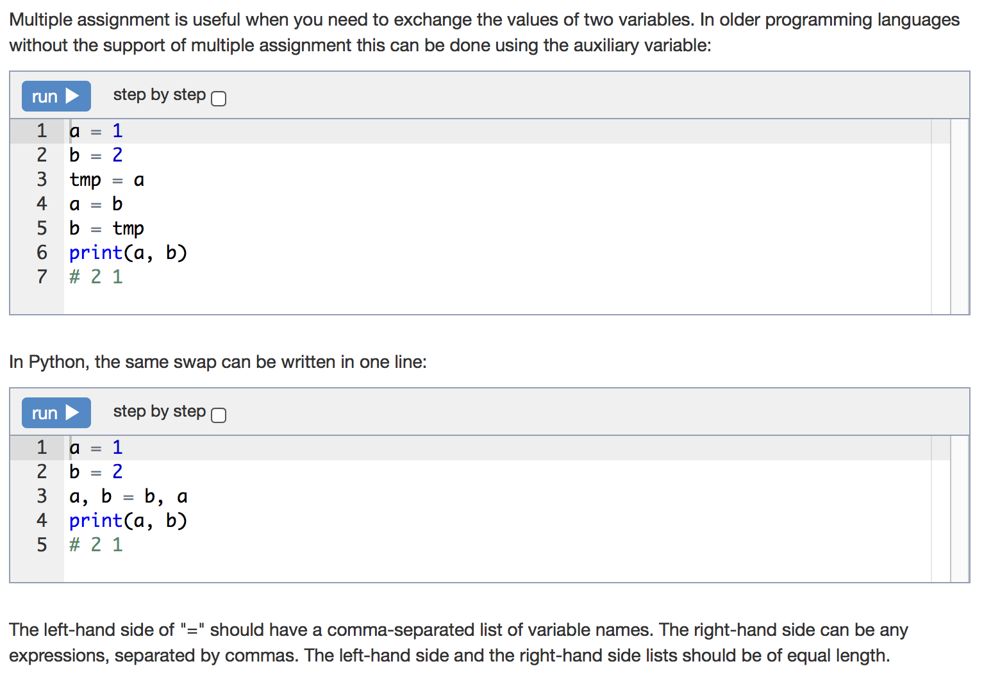 Multiple assignment is useful when you need to exchange the values of two variables. In older programming languages
without the support of multiple assignment this can be done using the auxiliary variable:
run step by step
1 a = 1
2 b = 2
3 tmp = a
4 a = b
5 b = tmp
6 print(a, b)
7 # 2 1
In Python, the same swap can be written in one line:
run step by step
1 a = 1
2 b = 2
3 a, b = b, a
4 print(a, b)
5 # 2 1
The left-hand side of "=" should have a comma-separated list of variable names. The right-hand side can be any
expressions, separated by commas. The left-hand side and the right-hand side lists should be of equal length.